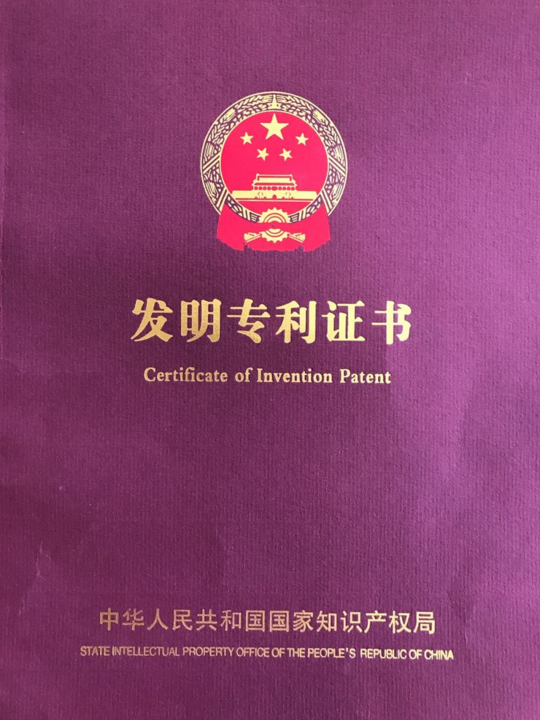 发明专利证书
Certificate of Invention Patent
中华人民共和国国家知识产权局
STATE INTELLECTUAL PROPERTY OFFICE OF THE PEOPLE'S REPUBLIC OF CHINA